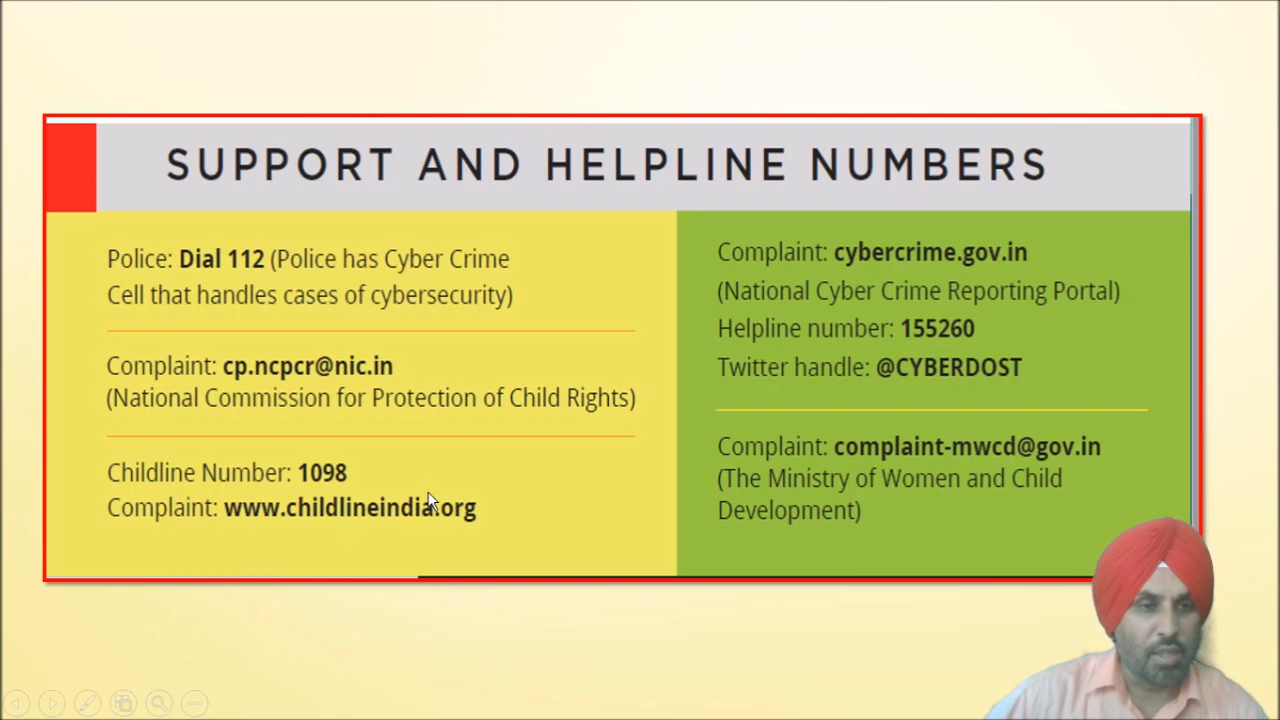 SUPPORT AND HELPLINE NUMBERS
Police: Dial 112 (Police has Cyber Crime
Cell that handles cases of cybersecurity)
Complaint: cp.ncpcr@nic.in
(National Commission for Protection of Child Rights)
Childline Number: 1098
Complaint: www.childlineindia.org
Complaint: cybercrime.gov.in
(National Cyber Crime Reporting Portal)
Helpline number: 155260
Twitter handle: @CYBERDOST
Complaint: complaint-mwcd@gov.in
(The Ministry of Women and Child
Development)